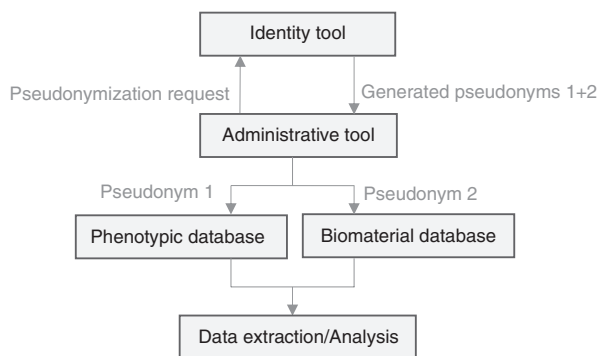 Identity tool
Pseudonymization request
Generated pseudonyms 1+2
Administrative tool
Pseudonym 1
Pseudonym 2
Phenotypic database
Biomaterial database
Data extraction/Analysis